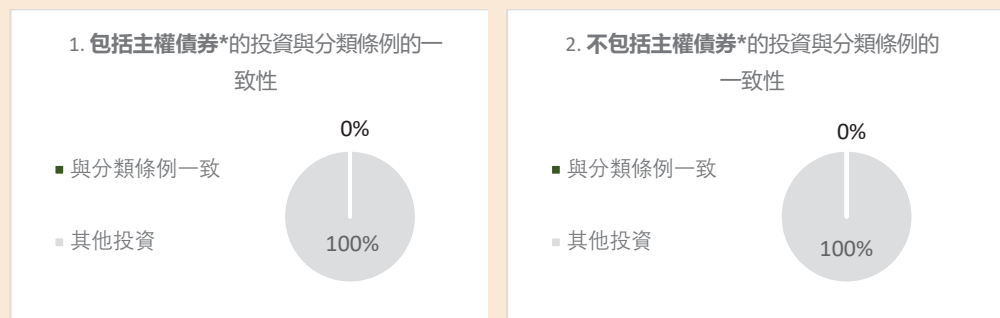 1. 包括主權債券*的投資與分類條例的一
致性
0%
與分類條例一致
其他投資
100%
2. 不包括主權債券*的投資與分類條例的
一致性
0%
與分類條例一致
其他投資
100%